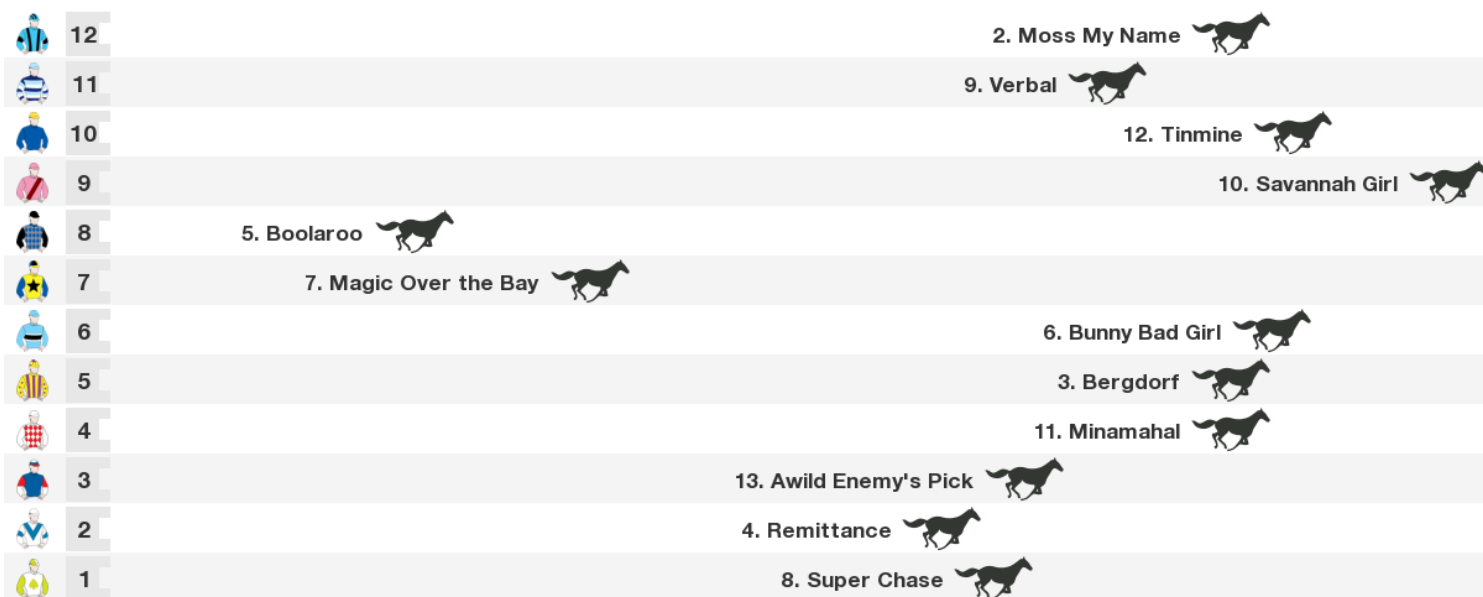 12 2. Moss My Name
11 9. Verbal
10 12. Tinmine
9 10. Savannah Girl
8 5. Boolaroo
7 7. Magic Over the Bay
6 6. Bunny Bad Girl
5 3. Bergdorf
4 11. Minamahal
3 13. Awild Enemy's Pick
2 4. Remittance
1 8. Super Chase